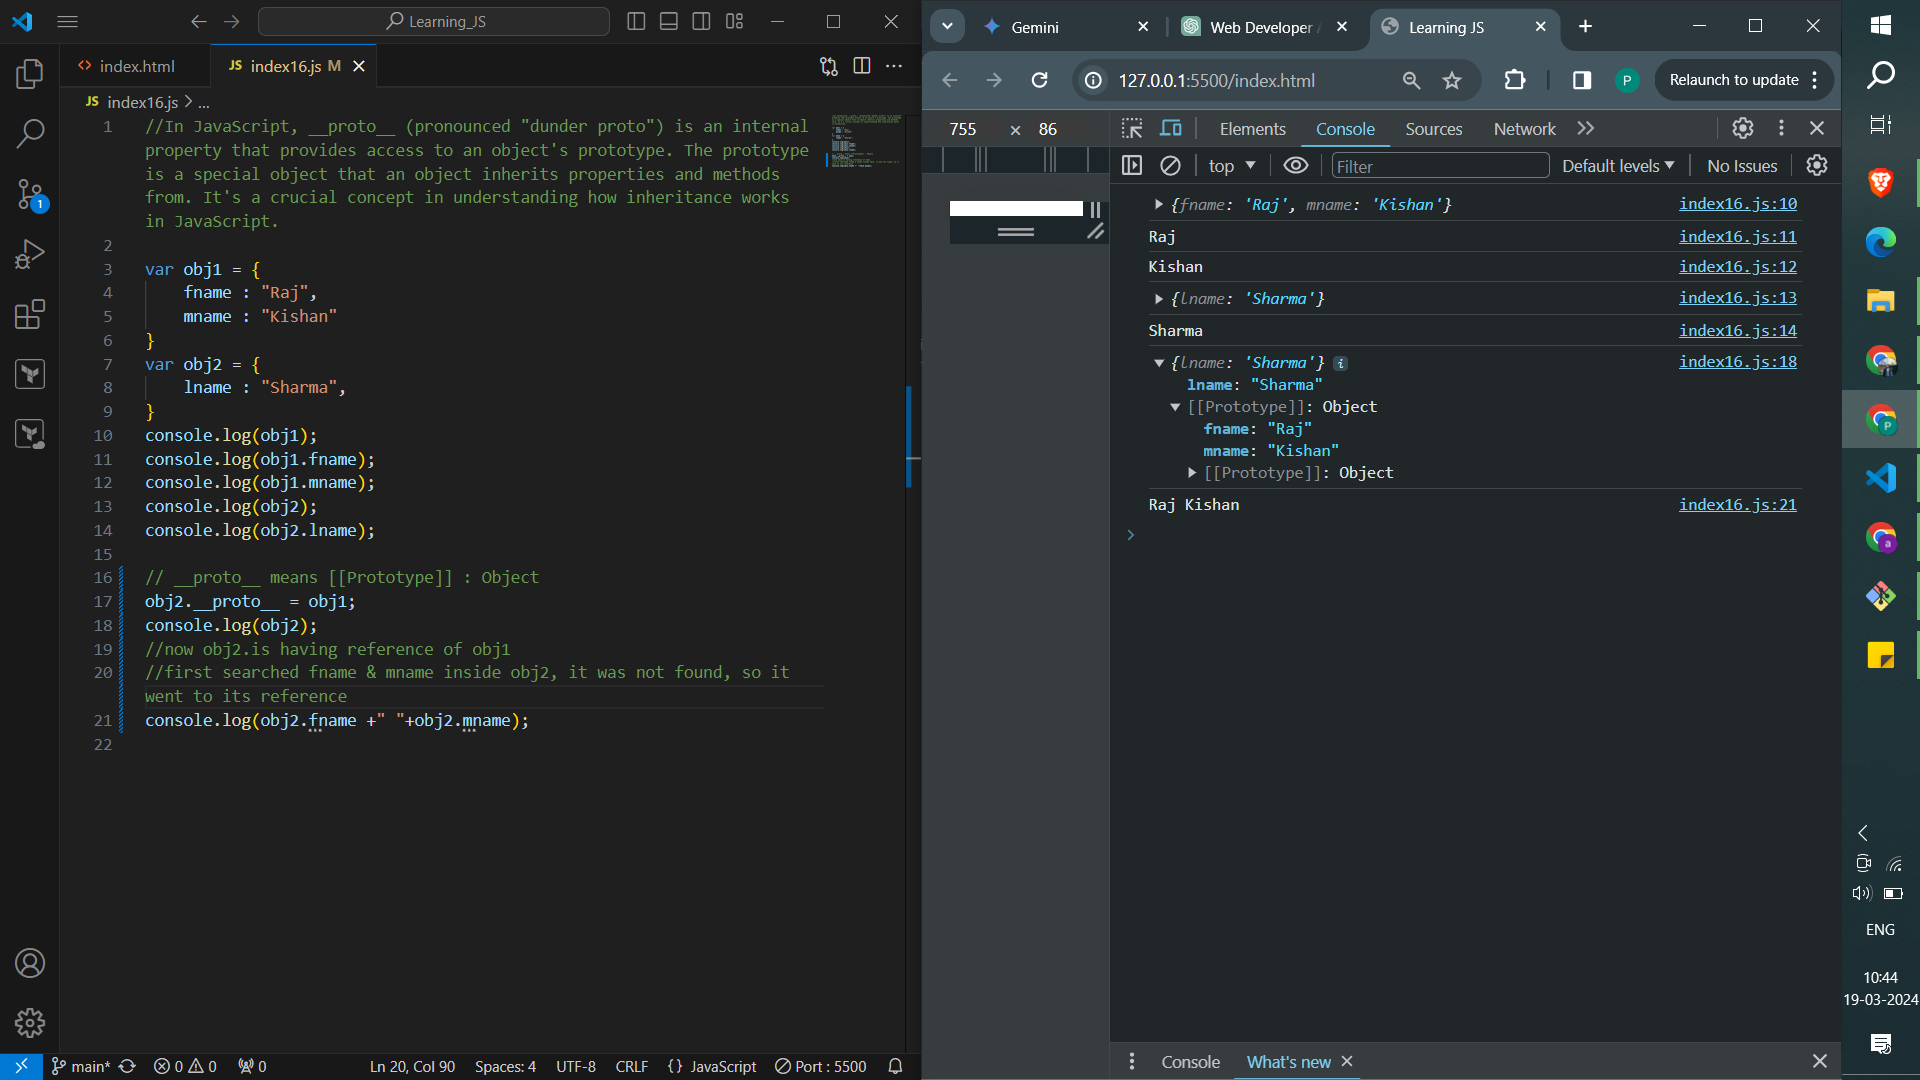 Learning_JS
index.html
JS index16.js M
JS index16.js > ...
1 //In JavaScript, __proto__ (pronounced "dunder proto") is an internal
property that provides access to an object's prototype. The prototype
is a special object that an object inherits properties and methods
from. It's a crucial concept in understanding how inheritance works
in JavaScript.
2
3 var obj1 = {
4 fname : "Raj",
5 mname : "Kishan"
6 }
7 var obj2 = {
8 lname : "Sharma",
9 }
10 console.log(obj1);
11 console.log(obj1.fname);
12 console.log(obj1.mname);
13 console.log(obj2);
14 console.log(obj2.lname);
15
16 // __proto__ means [[Prototype]] : Object
17 obj2.__proto__ = obj1;
18 console.log(obj2);
19 //now obj2.is having reference of obj1
20 //first searched fname & mname inside obj2, it was not found, so it
went to its reference
21 console.log(obj2.fname +" "+obj2.mname);
22
1
main* 0 0 0 Ln 20, Col 90 Spaces: 4 UTF-8 CRLF {} JavaScript Port : 5500
Gemini
Web Developer
Learning JS
127.0.0.1:5500/index.html
P
Relaunch to update
755 × 86
Elements Console Sources Network
top Filter Default levels No Issues
{fname: 'Raj', mname: 'Kishan'} index16.js:10
Raj index16.js:11
Kishan index16.js:12
{lname: 'Sharma'} index16.js:13
Sharma index16.js:14
{lname: 'Sharma'} i index16.js:18
lname: "Sharma"
[[Prototype]]: Object
fname: "Raj"
mname: "Kishan"
[[Prototype]]: Object
Raj Kishan index16.js:21
Console What's new
P
a
ENG
10:44
19-03-2024